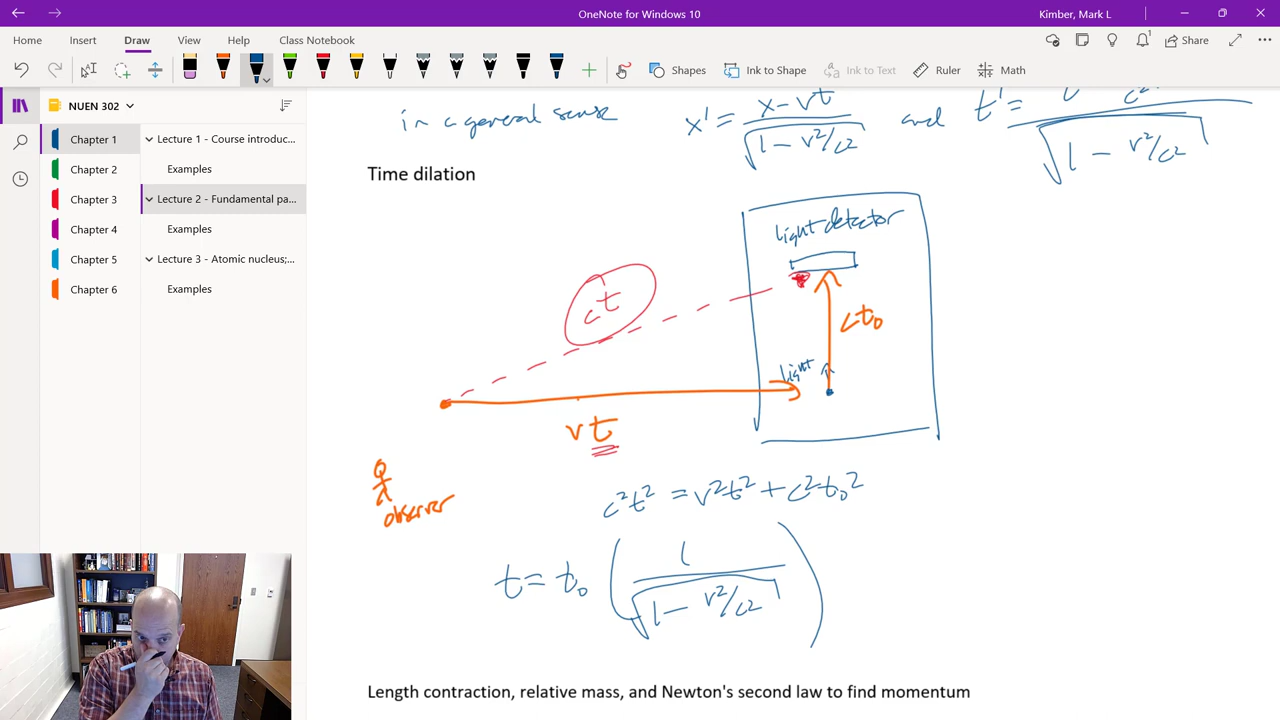 OneNote for Windows 10
Kimber, Mark L
Home Insert Draw View Help Class Notebook
Share
Shapes Ink to Shape Ink to Text Ruler Math
NUEN 302
Chapter 1
Chapter 2
Chapter 3
Chapter 4
Chapter 5
Chapter 6
Lecture 1 - Course introduc...
Examples
Lecture 2 - Fundamental pa...
Examples
Lecture 3 - Atomic nucleus;...
Examples
in a general sense x' = x - vt / √(1 - v²/c²) and t' = / √(1 - v²/c²)
Time dilation
light detector
ct
ct₀
light
vt
observer
c²t² = v²t² + c²t₀²
t = t₀ (1 / √(1 - v²/c²))
Length contraction, relative mass, and Newton's second law to find momentum